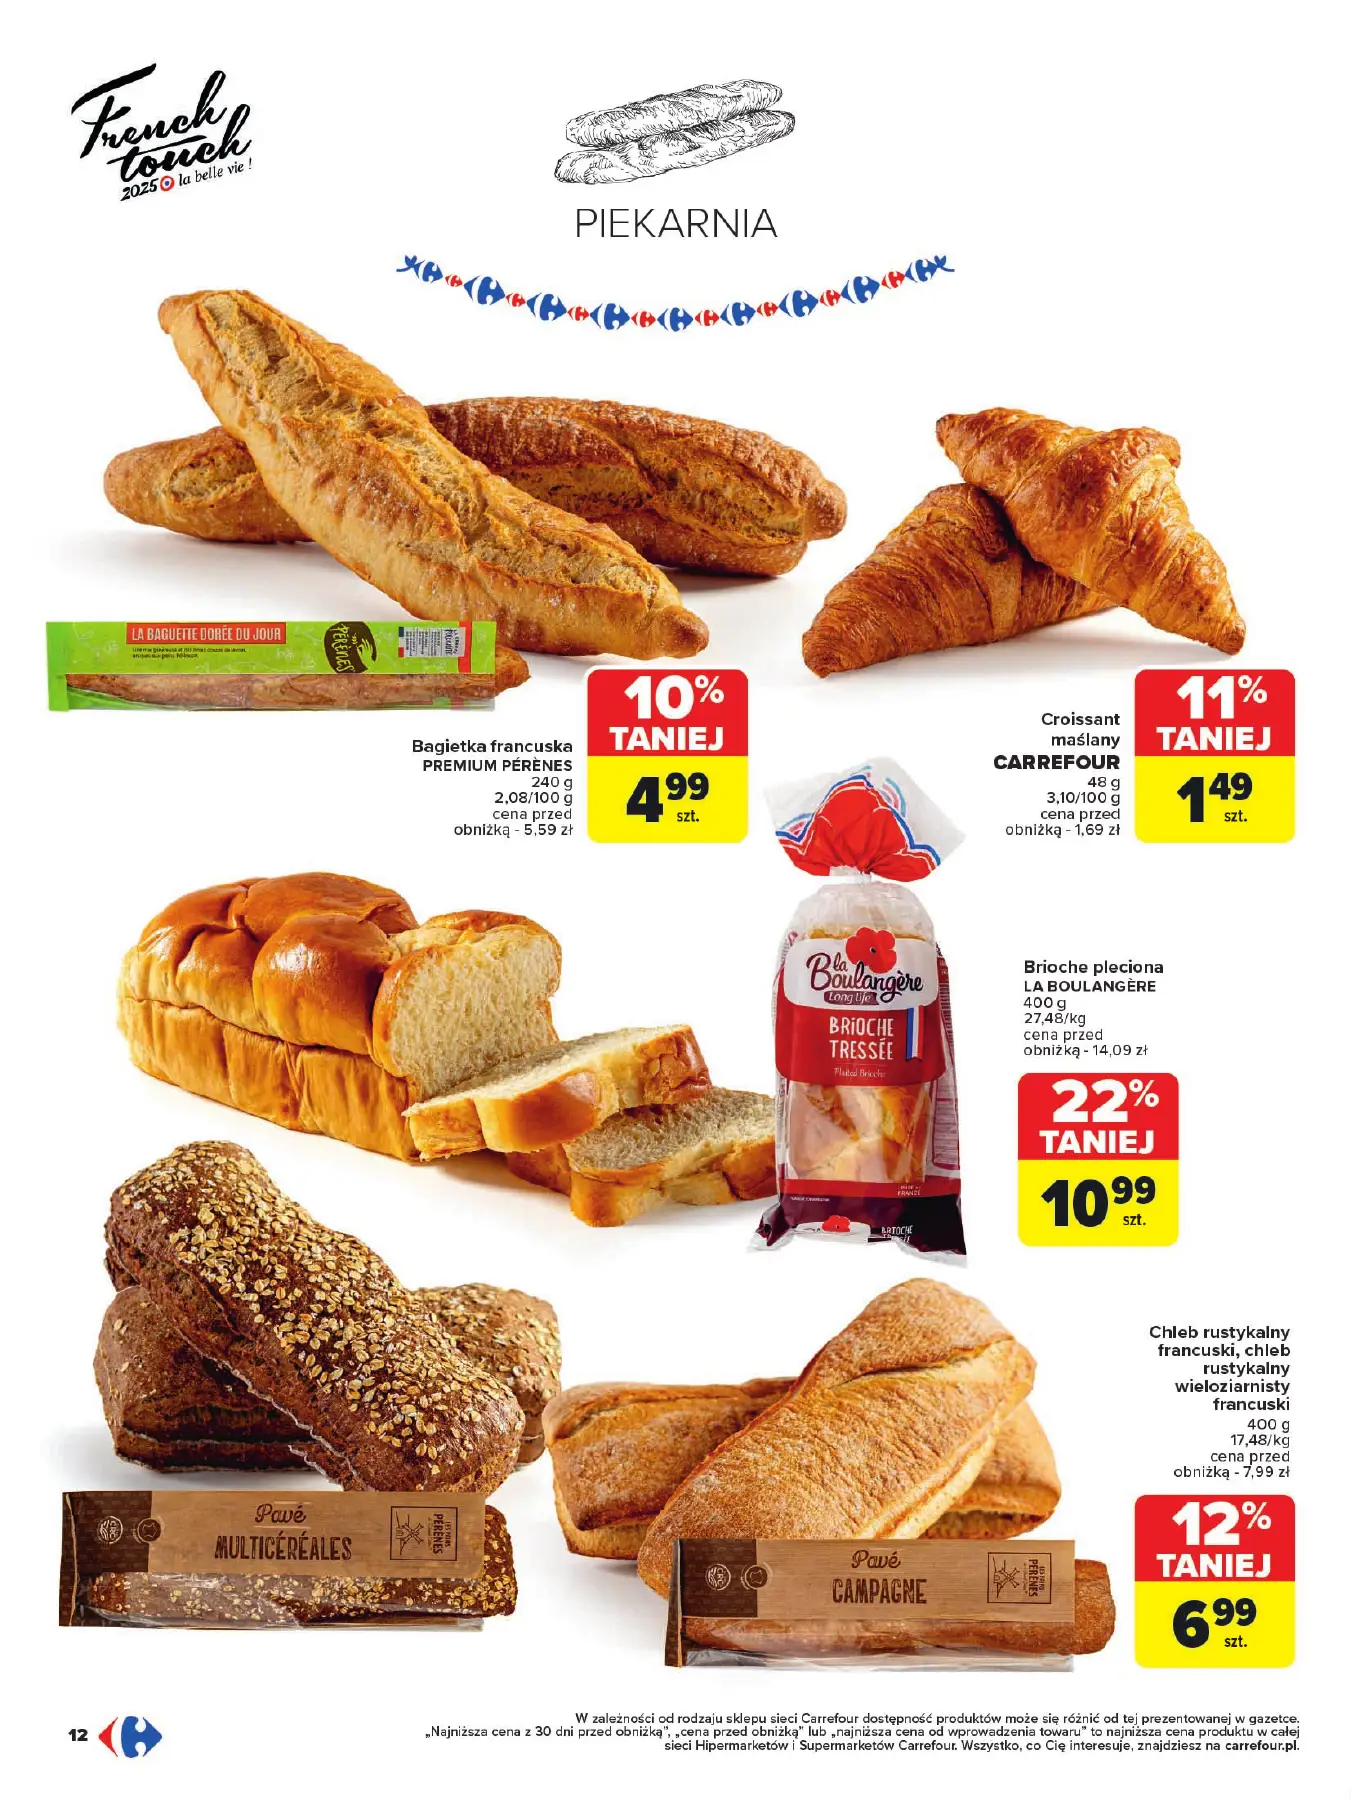 French
touch
2025 la belle vie !
PIEKARNIA
LA BAGUETTE DORÉE DU JOUR
PÉRÈNES
10%
TANIEJ
4 99
szt.
Bagietka francuska
PREMIUM PÉRÈNES
240 g
2,08/100 g
cena przed
obniżką - 5,59 zł
Croissant
maślany
CARREFOUR
48 g
3,10/100 g
cena przed
obniżką - 1,69 zł
11%
TANIEJ
1 49
szt.
la
Boulangère
Long life
BRIOCHE
TRESSÉE
Plaited Brioche
FRANCE
BRIOCHE
Brioche pleciona
LA BOULANGÈRE
400 g
27,48/kg
cena przed
obniżką - 14,09 zł
22%
TANIEJ
10 99
szt.
Chleb rustykalny
francuski, chleb
rustykalny
wieloziarnisty
francuski
400 g
17,48/kg
cena przed
obniżką - 7,99 zł
12%
TANIEJ
6 99
szt.
Pavé
MULTICÉRÉALES
CRC
PÉRÈNES
Pavé
CAMPAGNE
CRC
PÉRÈNES
12
W zależności od rodzaju sklepu sieci Carrefour dostępność produktów może się różnić od tej prezentowanej w gazetce.
„Najniższa cena z 30 dni przed obniżką”, „cena przed obniżką” lub „najniższa cena od wprowadzenia towaru” to najniższa cena produktu w całej
sieci Hipermarketów i Supermarketów Carrefour. Wszystko, co Cię interesuje, znajdziesz na carrefour.pl.